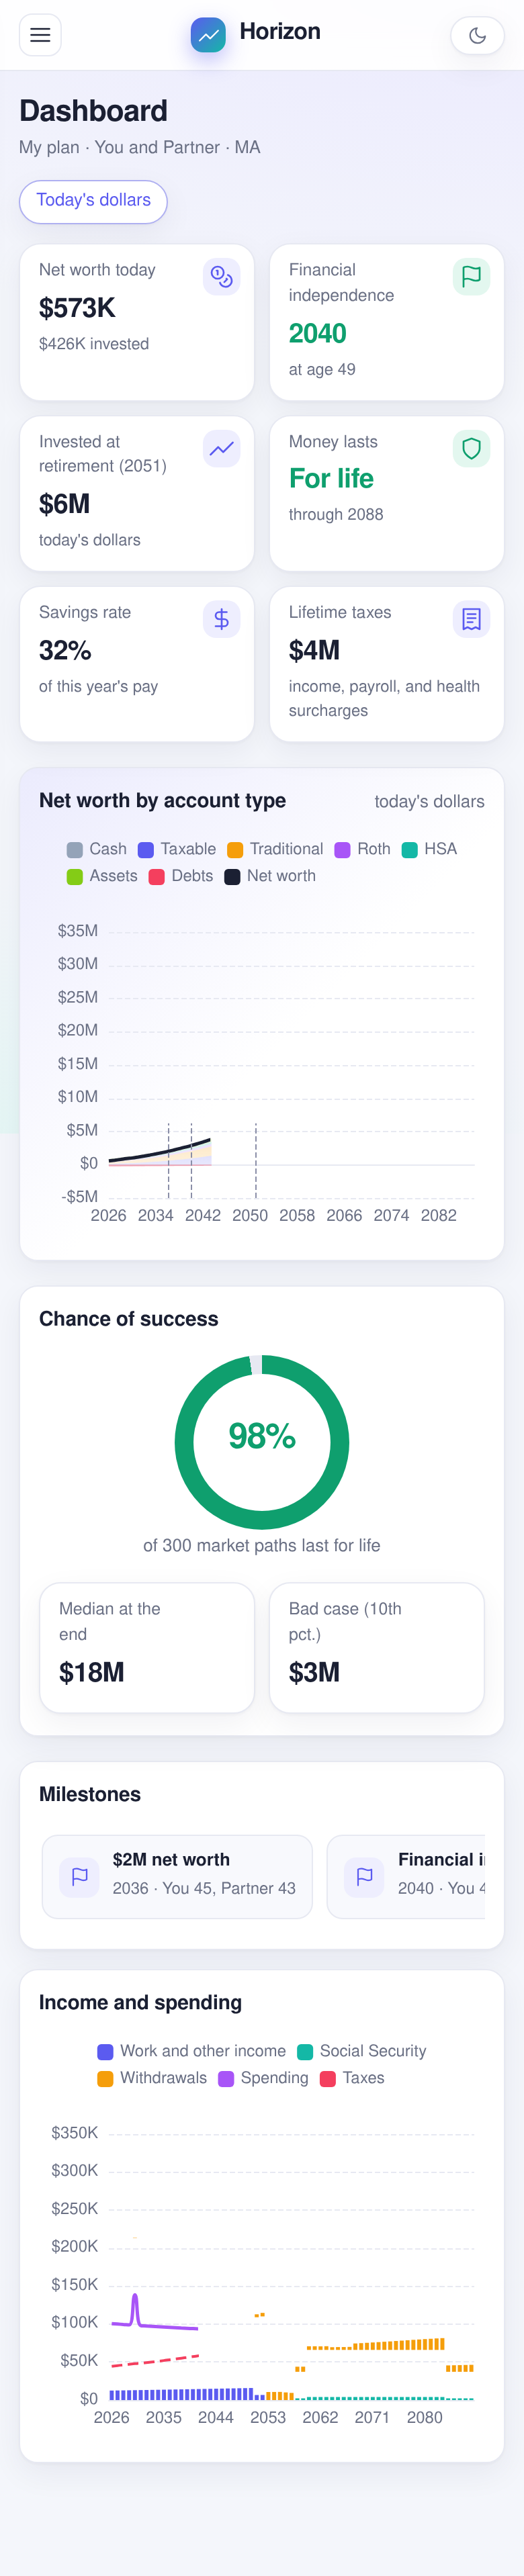 Horizon
Dashboard
My plan · You and Partner · MA
Today's dollars
Net worth today
$573K
$426K invested
Financial
independence
2040
at age 49
Invested at
retirement (2051)
$6M
today's dollars
Money lasts
For life
through 2088
Savings rate
32%
of this year's pay
Lifetime taxes
$4M
income, payroll, and health
surcharges
Net worth by account type today's dollars
Cash Taxable Traditional Roth HSA
Assets Debts Net worth
$35M
$30M
$25M
$20M
$15M
$10M
$5M
$0
-$5M
2026 2034 2042 2050 2058 2066 2074 2082
Chance of success
98%
of 300 market paths last for life
Median at the
end
$18M
Bad case (10th
pct.)
$3M
Milestones
$2M net worth
2036 · You 45, Partner 43
Financial
2040 · You 4
Income and spending
Work and other income Social Security
Withdrawals Spending Taxes
$350K
$300K
$250K
$200K
$150K
$100K
$50K
$0
2026 2035 2044 2053 2062 2071 2080